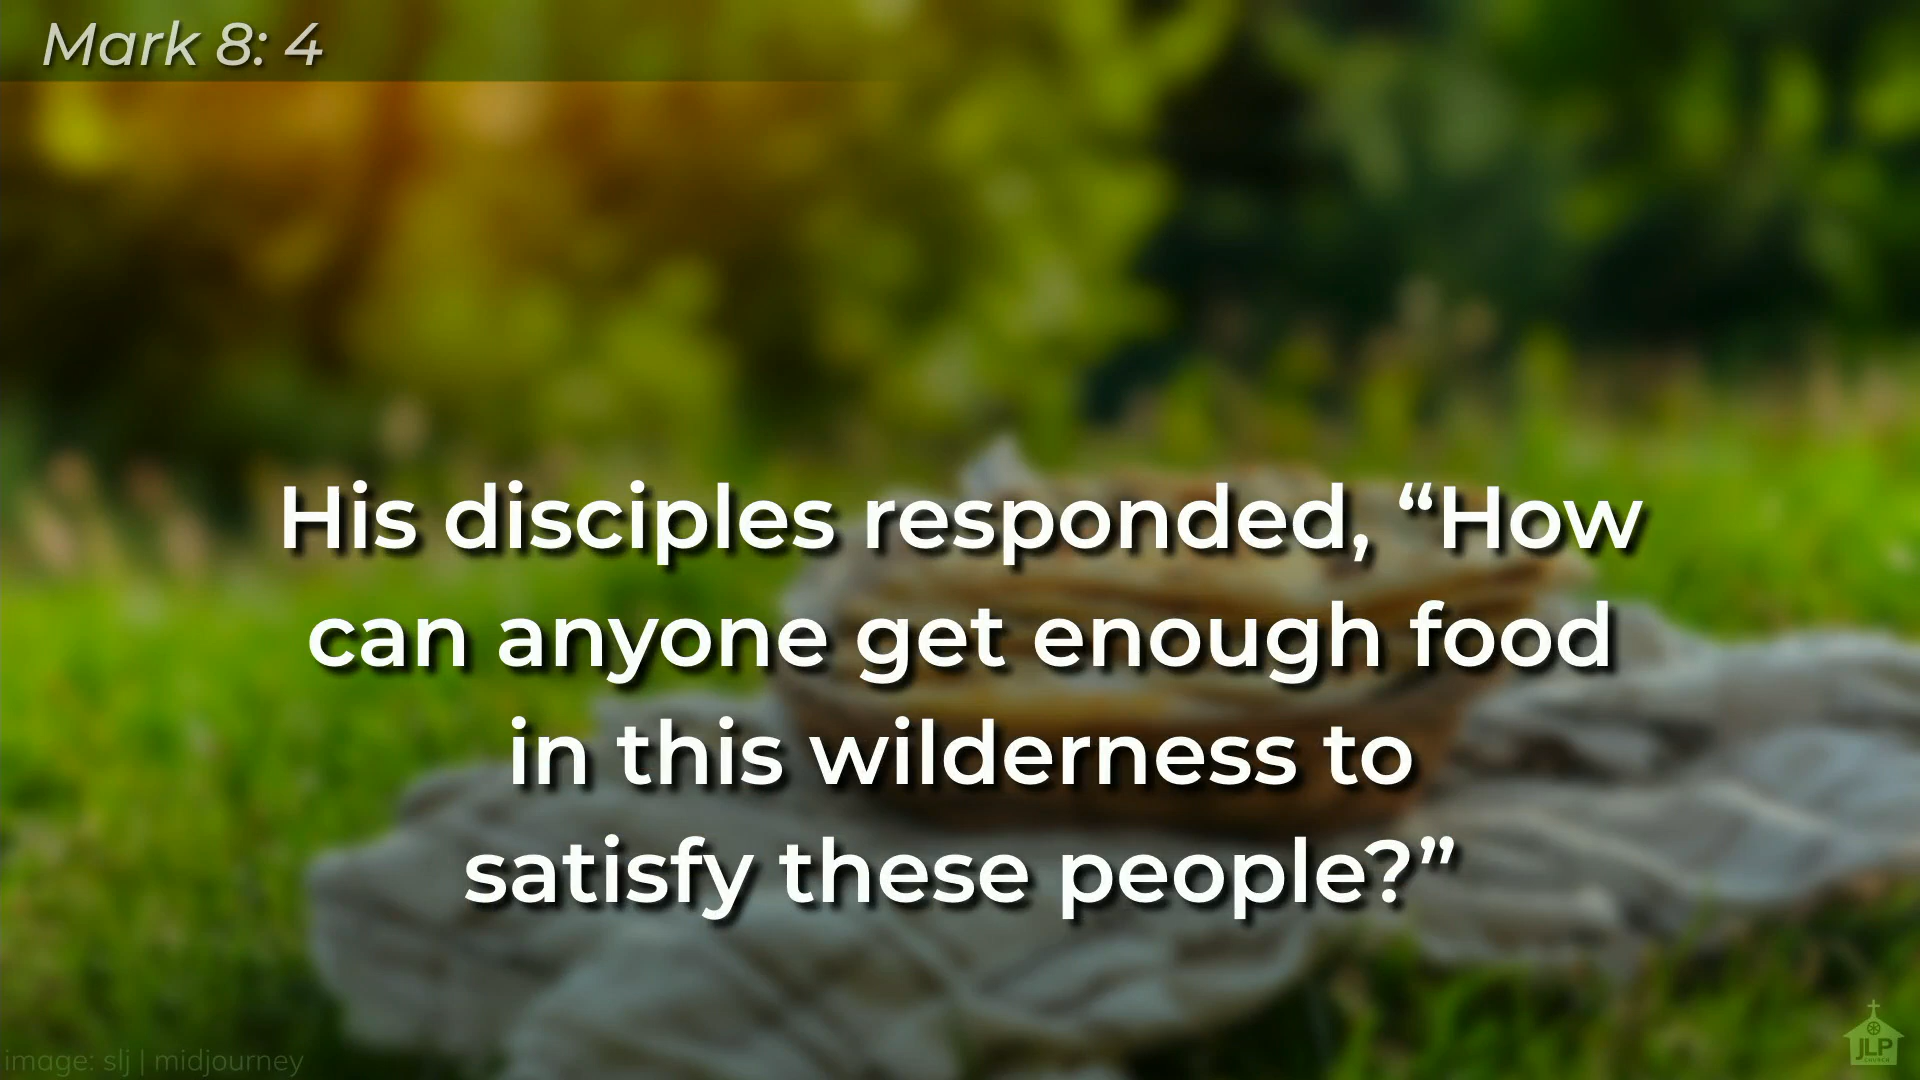 Mark 8: 4
His disciples responded, “How
can anyone get enough food
in this wilderness to
satisfy these people?”
image: slj | midjourney
JLP
CHURCH